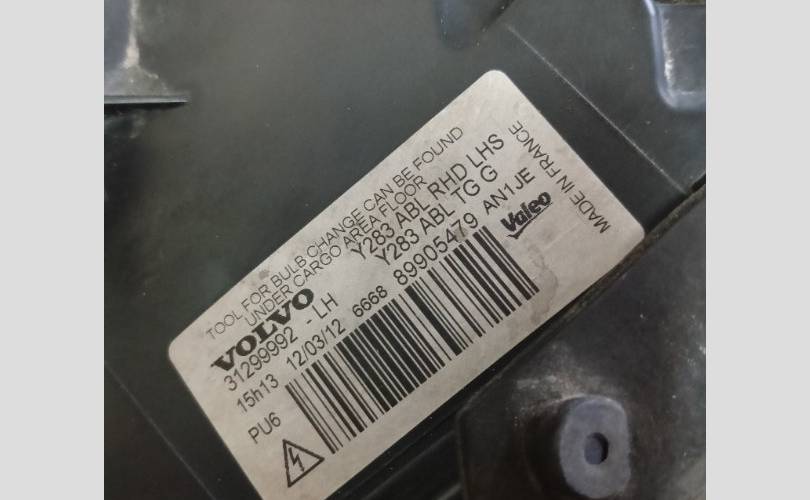 TOOL FOR BULB CHANGE CAN BE FOUND
UNDER CARGO AREA FLOOR
VOLVO Y283 ABL RHD LHS
31299992 - LH Y283 ABL TG G
15h13 12/03/12 6668 89905479 AN1JE
PU6
Valeo
MADE IN FRANCE